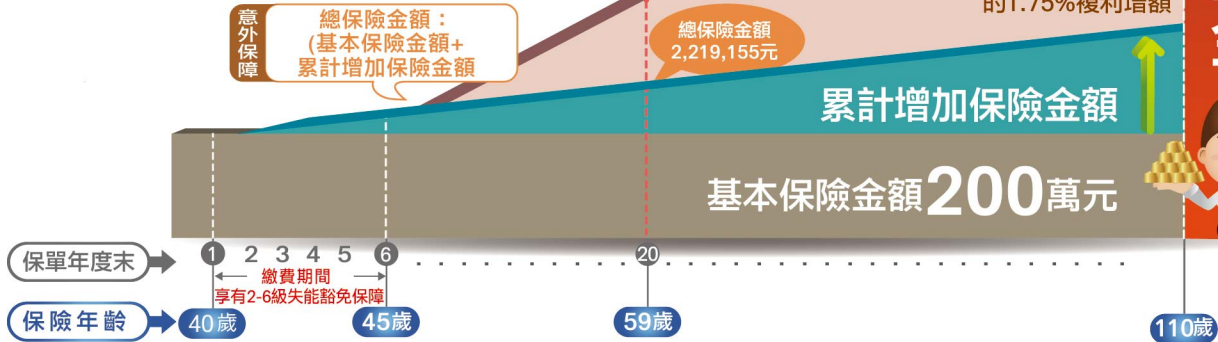 的1.75%複利增額
意外保障
總保險金額：
(基本保險金額+
累計增加保險金額
總保險金額
2,219,155元
累計增加保險金額
基本保險金額200萬元
保單年度末
1 2 3 4 5 6 20
繳費期間
享有2-6級失能豁免保障
保險年齡
40歲 45歲 59歲 110歲